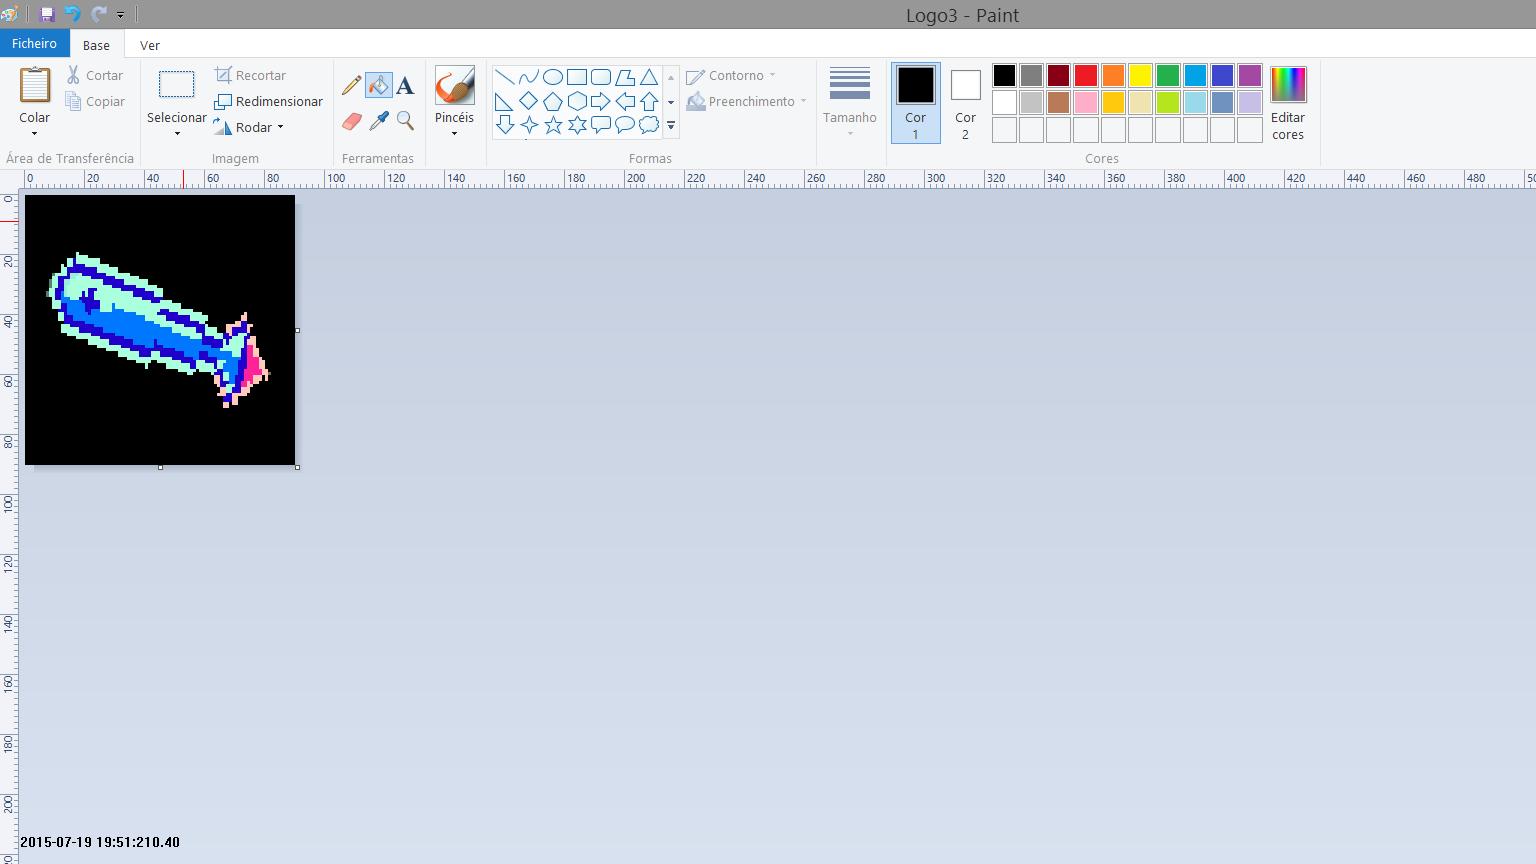 Logo3 - Paint
Ficheiro Base Ver
Colar
Cortar
Copiar
Área de Transferência
Selecionar
Recortar
Redimensionar
Rodar
Imagem
A
Ferramentas
Pincéis
Formas
Contorno
Preenchimento
Tamanho
Cor 1
Cor 2
Editar cores
Cores
0 20 40 60 80 100 120 140 160 180 200 220 240 260 280 300 320 340 360 380 400 420 440 460 480
0
20
40
60
80
100
120
140
160
180
200
2015-07-19 19:51:210.40